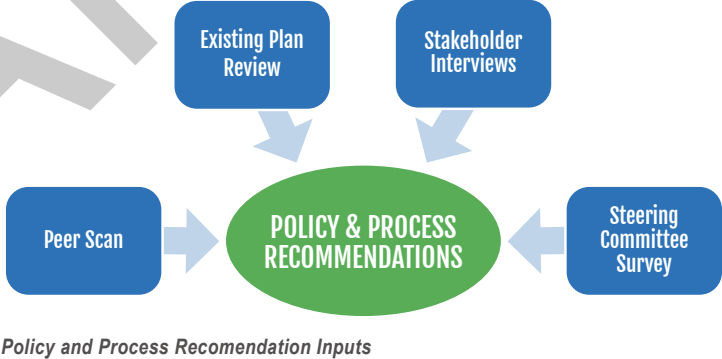 Existing Plan
Review
Stakeholder
Interviews
Peer Scan
POLICY & PROCESS
RECOMMENDATIONS
Steering
Committee
Survey
Policy and Process Recomendation Inputs